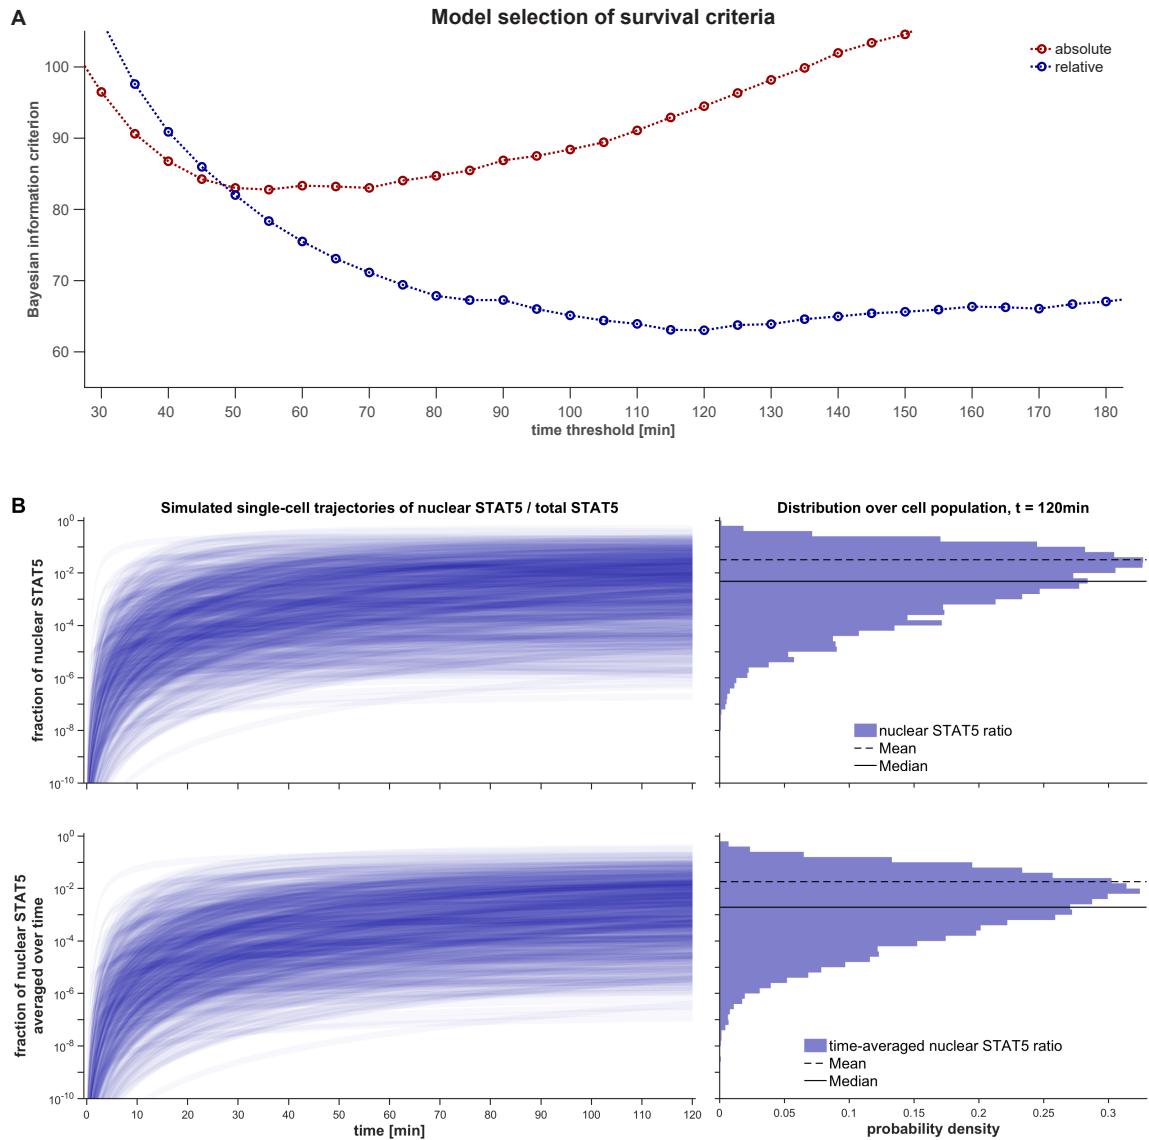 A
Model selection of survival criteria
absolute
relative
Bayesian information criterion
100
90
80
70
60
30 40 50 60 70 80 90 100 110 120 130 140 150 160 170 180
time threshold [min]
B
Simulated single-cell trajectories of nuclear STAT5 / total STAT5
Distribution over cell population, t = 120min
fraction of nuclear STAT5
10^0
10^-2
10^-4
10^-6
10^-8
10^-10
nuclear STAT5 ratio
Mean
Median
fraction of nuclear STAT5
averaged over time
10^0
10^-2
10^-4
10^-6
10^-8
10^-10
time-averaged nuclear STAT5 ratio
Mean
Median
0 10 20 30 40 50 60 70 80 90 100 110 120
time [min]
0 0.05 0.1 0.15 0.2 0.25 0.3
probability density